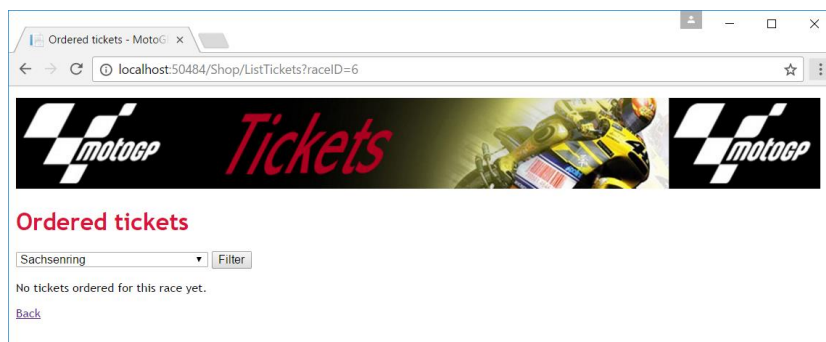 Ordered tickets - MotoG
localhost:50484/Shop/ListTickets?raceID=6
motoGP Tickets motoGP
Ordered tickets
Sachsenring Filter
No tickets ordered for this race yet.
Back